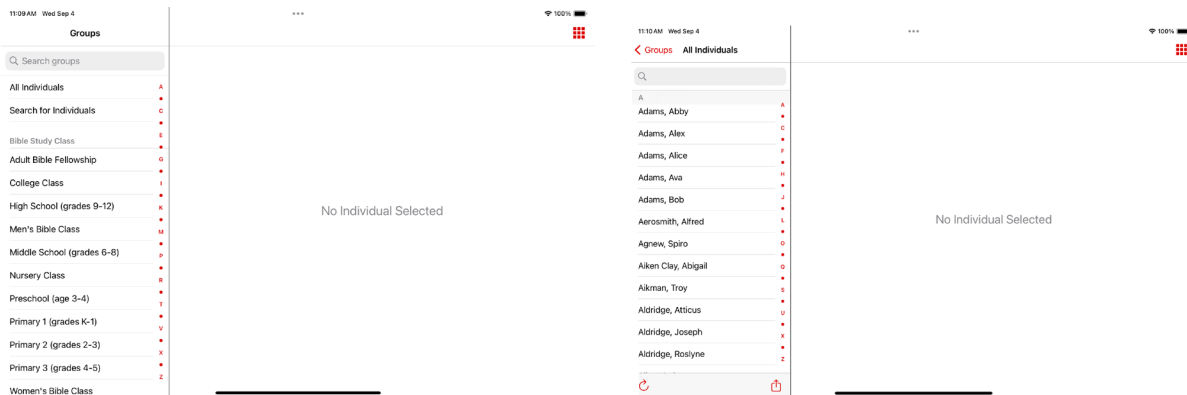 11:09 AM Wed Sep 4
100%
Groups
Search groups
All Individuals
Search for Individuals
Bible Study Class
Adult Bible Fellowship
College Class
High School (grades 9-12)
Men's Bible Class
Middle School (grades 6-8)
Nursery Class
Preschool (age 3-4)
Primary 1 (grades K-1)
Primary 2 (grades 2-3)
Primary 3 (grades 4-5)
Women's Bible Class
A
C
E
G
I
K
M
P
R
T
V
X
Z
No Individual Selected
11:10 AM Wed Sep 4
100%
Groups All Individuals
A
Adams, Abby
Adams, Alex
Adams, Alice
Adams, Ava
Adams, Bob
Aerosmith, Alfred
Agnew, Spiro
Aiken Clay, Abigail
Aikman, Troy
Aldridge, Atticus
Aldridge, Joseph
Aldridge, Roslyne
A
C
F
H
J
L
O
Q
S
U
X
Z
No Individual Selected